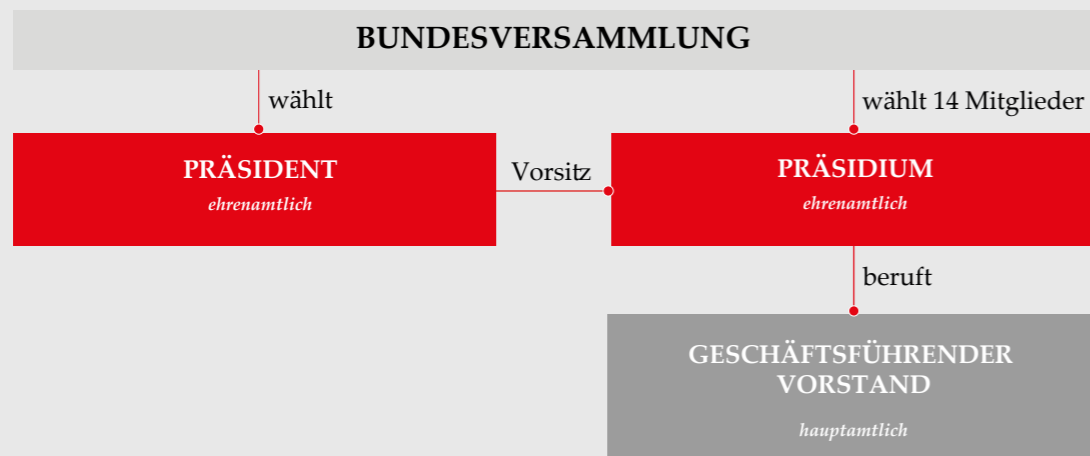 BUNDESVERSAMMLUNG
wählt
wählt 14 Mitglieder
PRÄSIDENT
ehrenamtlich
Vorsitz
PRÄSIDIUM
ehrenamtlich
beruft
GESCHÄFTSFÜHRENDER
VORSTAND
hauptamtlich